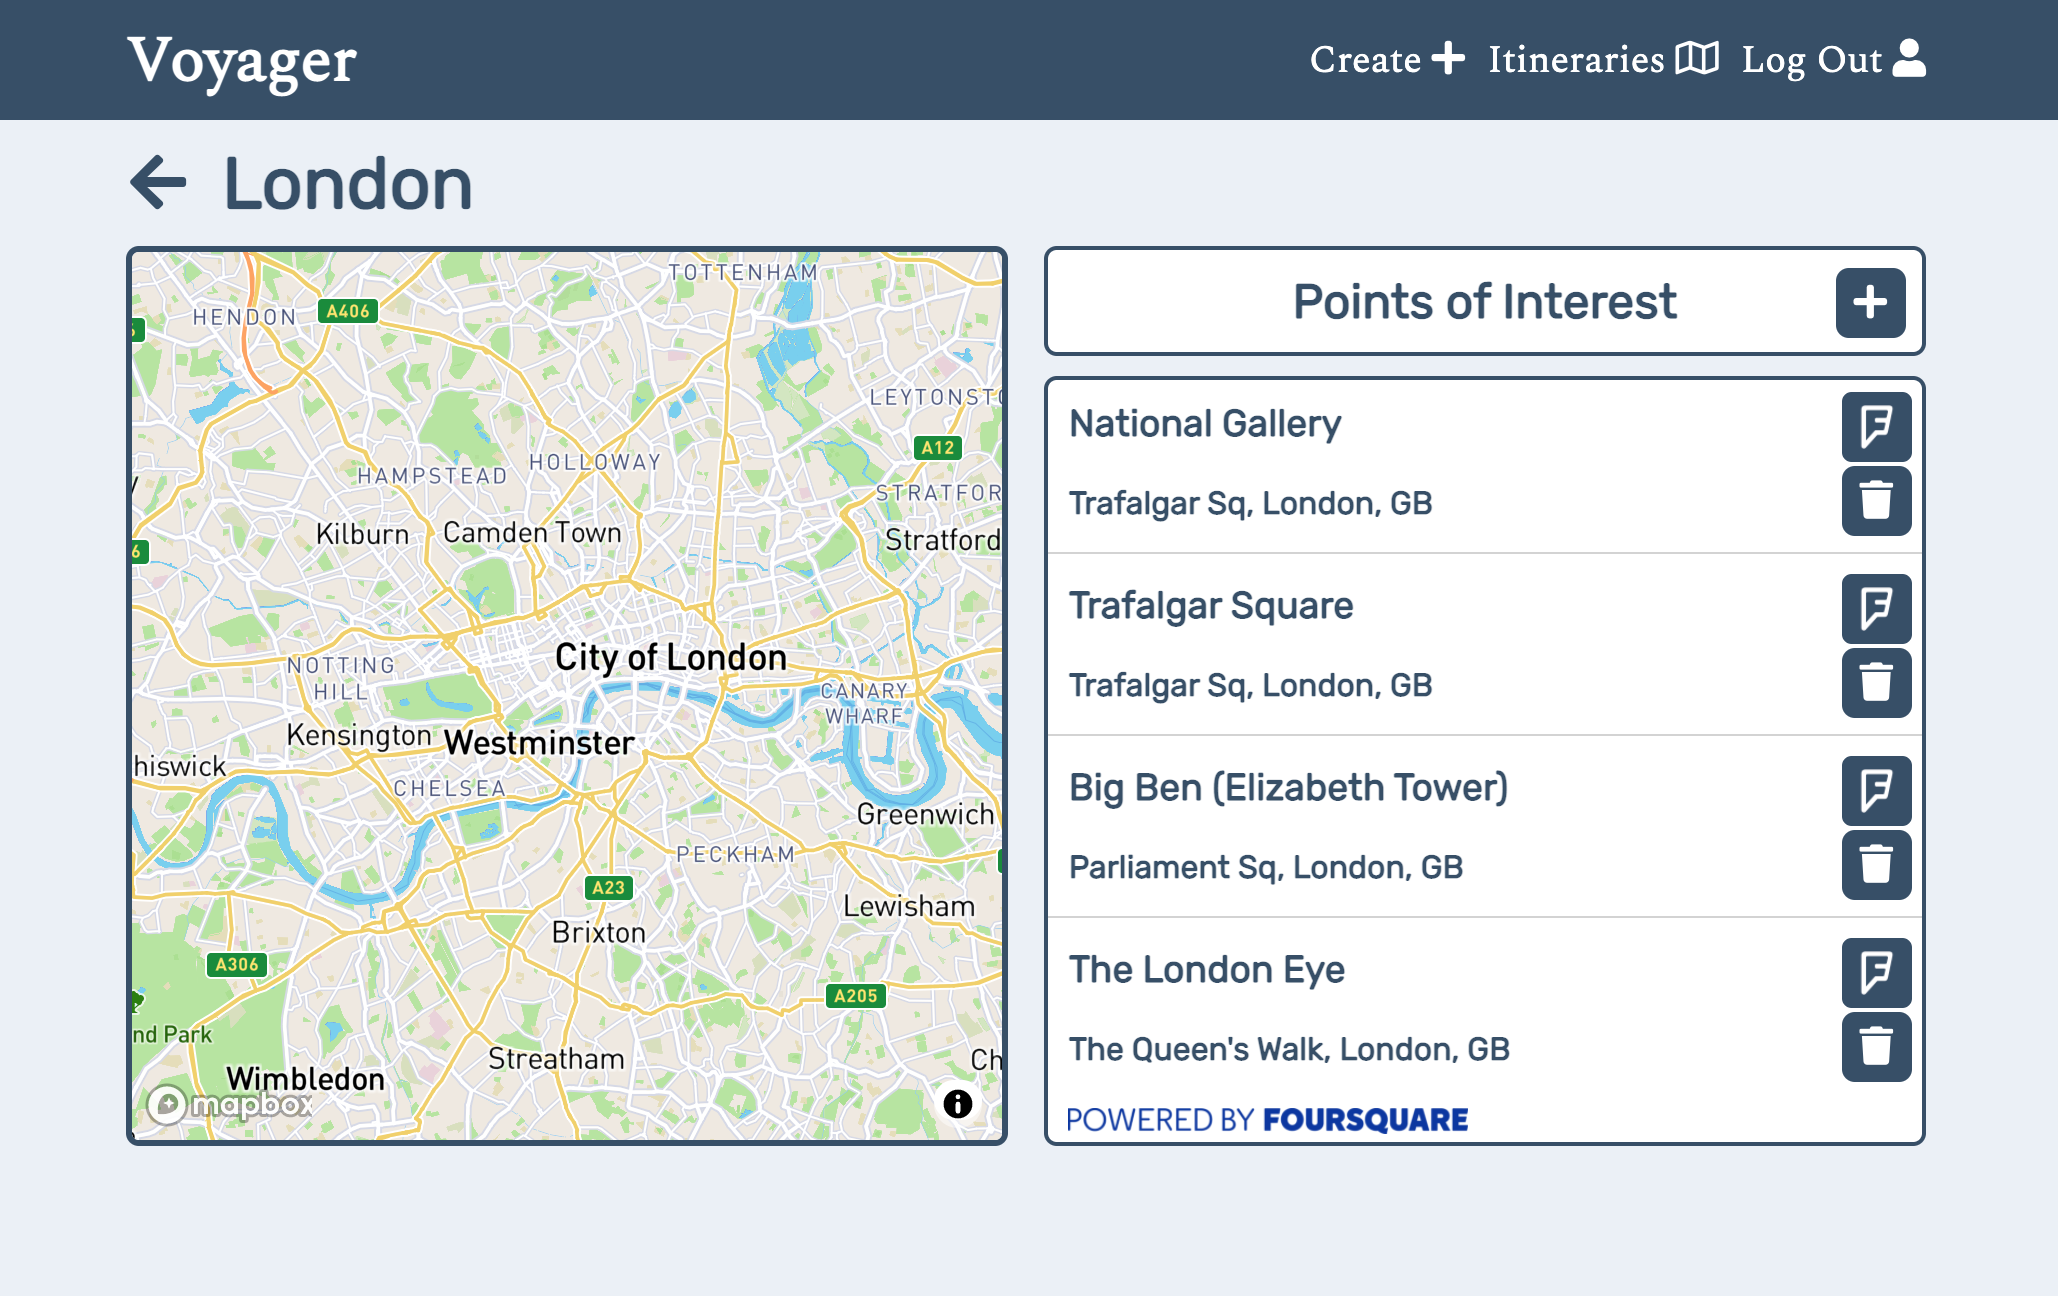 Voyager
Create
Itineraries
Log Out
London
TOTTENHAM
A406
HENDON
LEYTONST
A12
HOLLOWAY
HAMPSTEAD
STRATFOR
Kilburn
Camden Town
Stratford
6
City of London
NOTTING
HILL
CANARY
WHARF
Kensington
Westminster
hiswick
CHELSEA
Greenwich
PECKHAM
A23
Lewisham
Brixton
A306
A205
nd Park
Streatham
Ch
Wimbledon
mapbox
Points of Interest
National Gallery
Trafalgar Sq, London, GB
Trafalgar Square
Trafalgar Sq, London, GB
Big Ben (Elizabeth Tower)
Parliament Sq, London, GB
The London Eye
The Queen's Walk, London, GB
POWERED BY FOURSQUARE